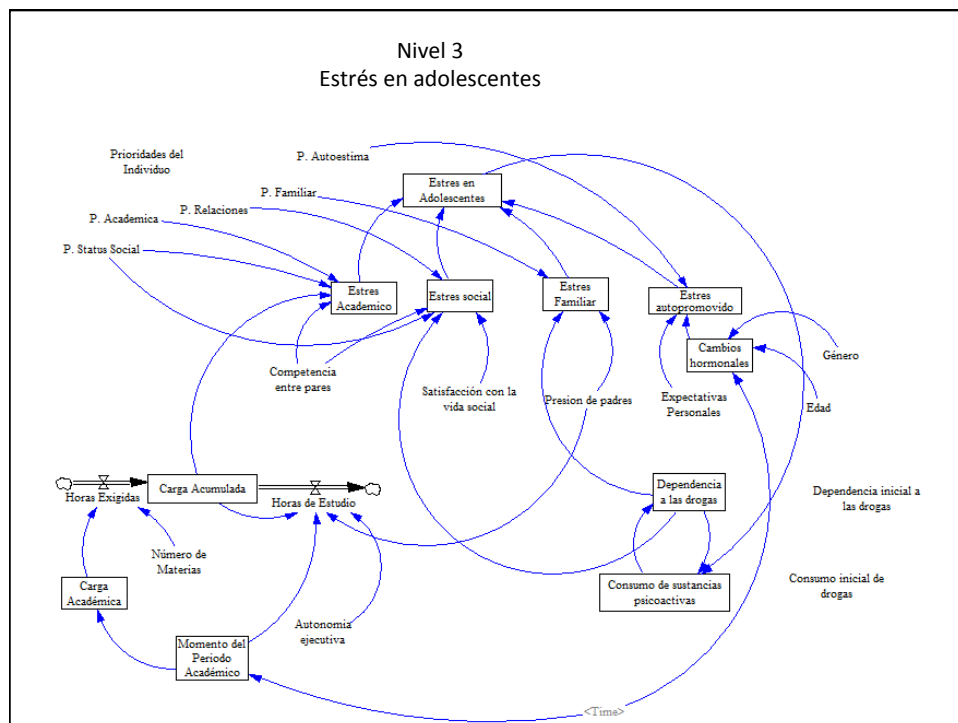 Nivel 3
Estrés en adolescentes
Prioridades del
Individuo
P. Autoestima
P. Familiar
P. Relaciones
P. Academica
P. Status Social
Estres en
Adolescentes
Estres
Academico
Estres social
Estres
Familiar
Estres
autopromovido
Cambios
hormonales
Género
Edad
Competencia
entre pares
Satisfacción con la
vida social
Presion de padres
Expectativas
Personales
Horas Exigidas
Carga Acumulada
Horas de Estudio
Dependencia
a las drogas
Dependencia inicial a
las drogas
Número de
Materias
Carga
Académica
Consumo de sustancias
psicoactivas
Consumo inicial de
drogas
Autonomia
ejecutiva
Momento del
Periodo
Académico
<Time>